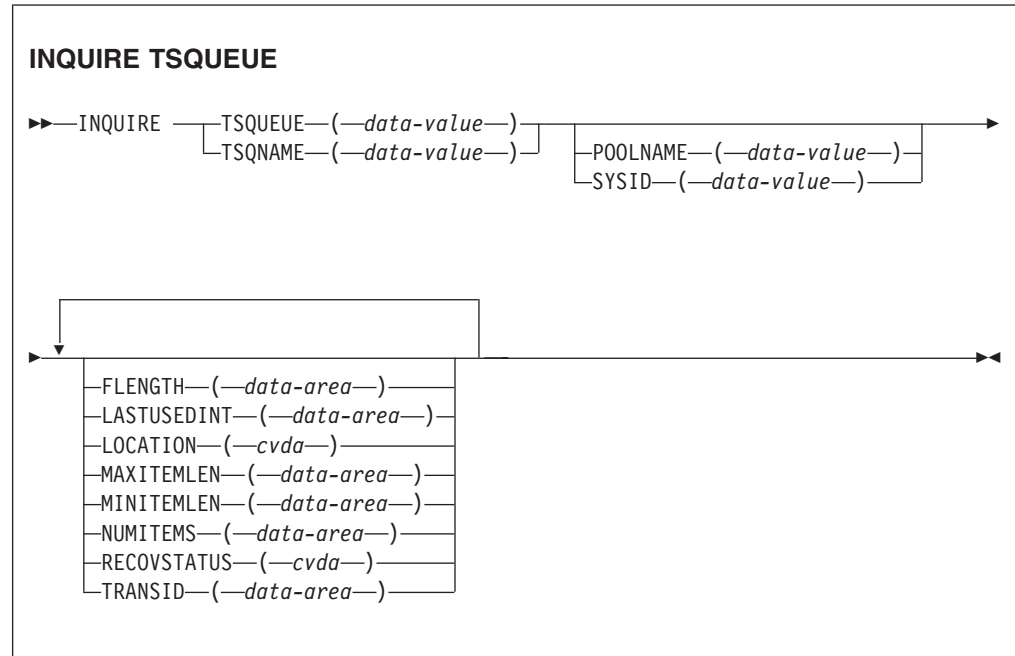 INQUIRE TSQUEUE
INQUIRE TSQUEUE ( data-value )
TSQNAME ( data-value )
POOLNAME ( data-value )
SYSID ( data-value )
FLENGTH ( data-area )
LASTUSEDINT ( data-area )
LOCATION ( cvda )
MAXITEMLEN ( data-area )
MINITEMLEN ( data-area )
NUMITEMS ( data-area )
RECOVSTATUS ( cvda )
TRANSID ( data-area )